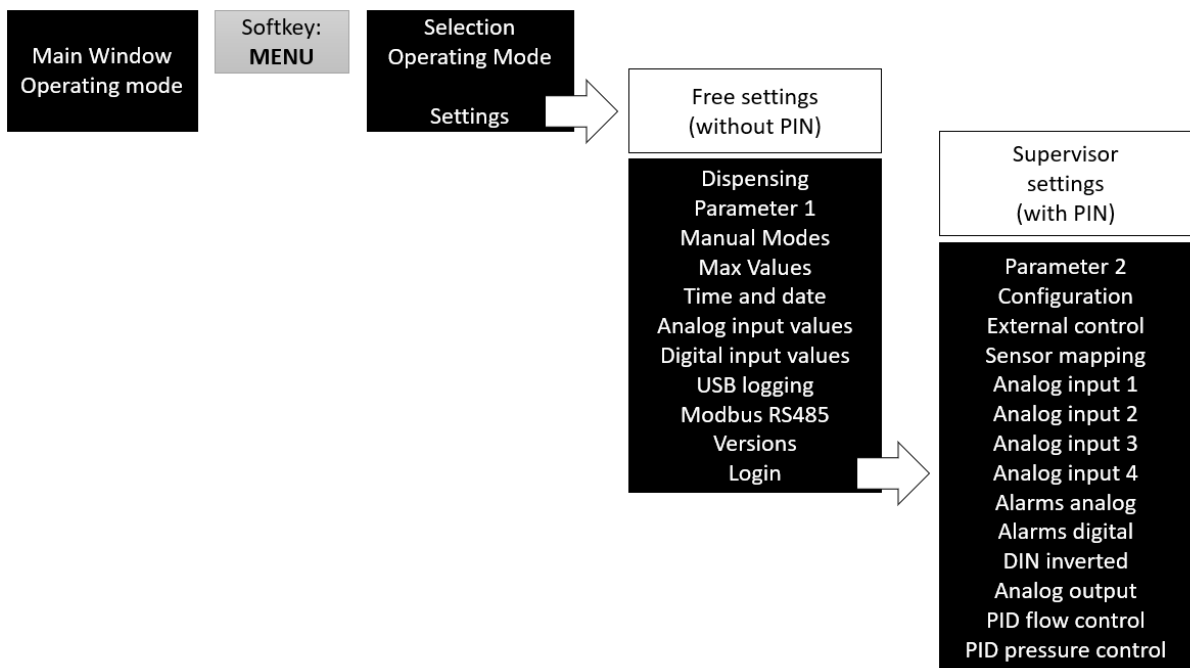 Main Window
Operating mode
Softkey:
MENU
Selection
Operating Mode
Settings
Free settings
(without PIN)
Dispensing
Parameter 1
Manual Modes
Max Values
Time and date
Analog input values
Digital input values
USB logging
Modbus RS485
Versions
Login
Supervisor
settings
(with PIN)
Parameter 2
Configuration
External control
Sensor mapping
Analog input 1
Analog input 2
Analog input 3
Analog input 4
Alarms analog
Alarms digital
DIN inverted
Analog output
PID flow control
PID pressure control